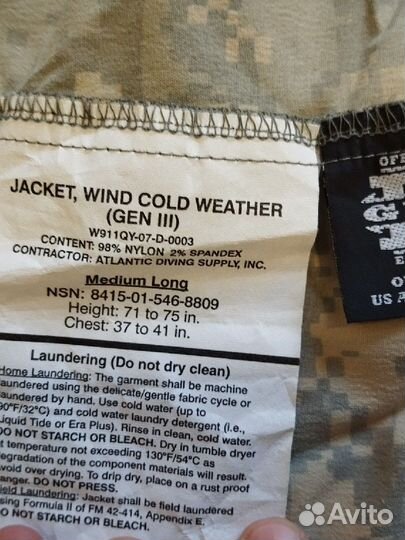 JACKET, WIND COLD WEATHER
(GEN III)
W911QY-07-D-0003
CONTENT: 98% NYLON 2% SPANDEX
CONTRACTOR: ATLANTIC DIVING SUPPLY, INC.
Medium Long
NSN: 8415-01-546-8809
Height: 71 to 75 in.
Chest: 37 to 41 in.
Laundering (Do not dry clean)
Home Laundering: The garment shall be machine
laundered using the delicate/gentle fabric cycle or
laundered by hand. Use cold water (up to
90°F/32°C) and cold water laundry detergent (i.e.,
Liquid Tide or Era Plus). Rinse in clean, cold water.
DO NOT STARCH OR BLEACH. Dry in tumble dryer
at temperature not exceeding 130°F/54°C as
degradation of the component materials will result.
Avoid over drying. To drip dry, place on a rust proof
hanger. DO NOT PRESS.
Field Laundering: Jacket shall be field laundered
using Formula II of FM 42-414, Appendix E.
DO NOT STARCH OR BLEACH.
OFF
G
E
O
US A
Avito